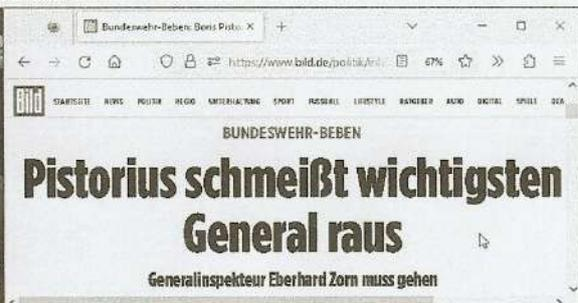 Bundeswehr-Beben: Boris Pisto
https://www.bild.de/politik/inl
67%
Bild STARTSEITE NEWS POLITIK REGIO UNTERHALTUNG SPORT FUSSBALL LIFESTYLE RATGEBER AUTO DIGITAL SPIELE
BUNDESWEHR-BEBEN
Pistorius schmeißt wichtigsten
General raus
Generalinspekteur Eberhard Zorn muss gehen